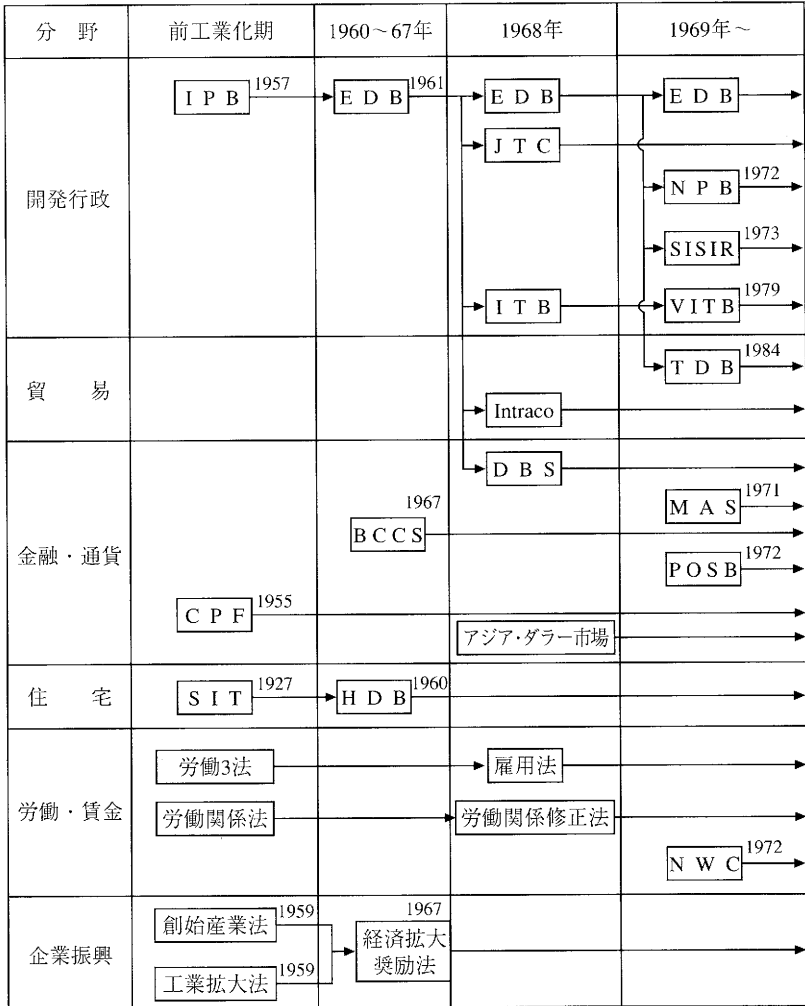 分野 前工業化期 1960～67年 1968年 1969年～
開発行政
IPB 1957 EDB 1961 EDB EDB
JTC
NPB 1972
SISIR 1973
ITB VITB 1979
貿易
TDB 1984
Intraco
金融・通貨
DBS
MAS 1971
BCCS 1967
POSB 1972
CPF 1955
アジア・ダラー市場
住宅 SIT 1927 HDB 1960
労働・賃金
労働3法 雇用法
労働関係法 労働関係修正法
NWC 1972
企業振興
創始産業法 1959
工業拡大法 1959
経済拡大 1967
奨励法